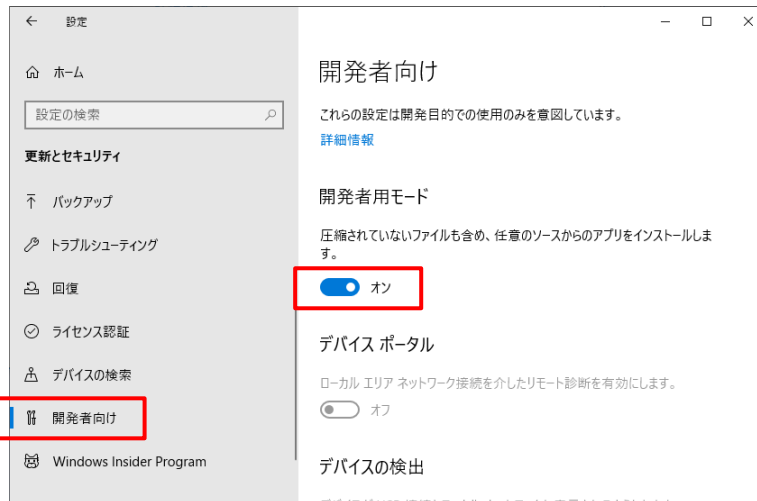 設定
ホーム
設定の検索
更新とセキュリティ
バックアップ
トラブルシューティング
回復
ライセンス認証
デバイスの検索
開発者向け
Windows Insider Program
開発者向け
これらの設定は開発目的での使用のみを意図しています。
詳細情報
開発者用モード
圧縮されていないファイルも含め、任意のソースからのアプリをインストールしま
す。
オン
デバイス ポータル
ローカル エリア ネットワーク接続を介したリモート診断を有効にします。
オフ
デバイスの検出